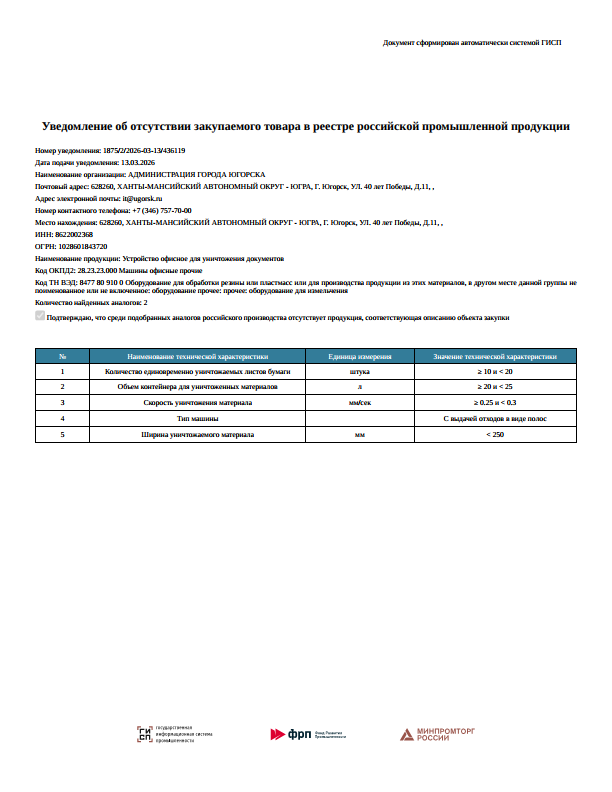 Документ сформирован автоматически системой ГИСП
Уведомление об отсутствии закупаемого товара в реестре российской промышленной продукции
Номер уведомления: 1875/2/2026-03-13/436119
Дата подачи уведомления: 13.03.2026
Наименование организации: АДМИНИСТРАЦИЯ ГОРОДА ЮГОРСКА
Почтовый адрес: 628260, ХАНТЫ-МАНСИЙСКИЙ АВТОНОМНЫЙ ОКРУГ - ЮГРА, Г. Югорск, УЛ. 40 лет Победы, Д.11, ,
Адрес электронной почты: it@ugorsk.ru
Номер контактного телефона: +7 (346) 757-70-00
Место нахождения: 628260, ХАНТЫ-МАНСИЙСКИЙ АВТОНОМНЫЙ ОКРУГ - ЮГРА, Г. Югорск, УЛ. 40 лет Победы, Д.11, ,
ИНН: 8622002368
ОГРН: 1028601843720
Наименование продукции: Устройство офисное для уничтожения документов
Код ОКПД2: 28.23.23.000 Машины офисные прочие
Код ТН ВЭД: 8477 80 910 0 Оборудование для обработки резины или пластмасс или для производства продукции из этих материалов, в другом месте данной группы не
поименованное или не включенное: оборудование прочее: прочее: оборудование для измельчения
Количество найденных аналогов: 2
Подтверждаю, что среди подобранных аналогов российского производства отсутствует продукция, соответствующая описанию объекта закупки
№ Наименование технической характеристики Единица измерения Значение технической характеристики
1 Количество единовременно уничтожаемых листов бумаги штука ≥ 10 и < 20
2 Объем контейнера для уничтоженных материалов л ≥ 20 и < 25
3 Скорость уничтожения материала мм/сек ≥ 0.25 и < 0.3
4 Тип машины С выдачей отходов в виде полос
5 Ширина уничтожаемого материала мм < 250
ГИСП государственная
информационная система
промышленности
фрп Фонд Развития
Промышленности
МИНПРОМТОРГ
РОССИИ